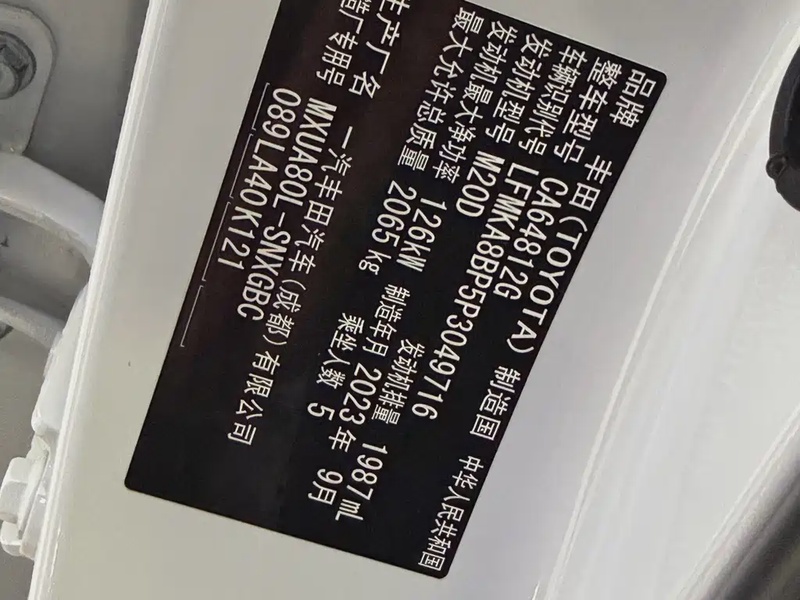 品牌 丰田(TOYOTA) 制造国 中华人民共和国
整车型号 CA64812G
车辆识别代号 LFMKA8BP5P3049716
发动机型号 M20D 发动机排量 1987mL
发动机最大净功率 126kW 制造年月 2023年 9月
最大允许总质量 2065kg 乘坐人数 5
生产厂名 一汽丰田汽车(成都)有限公司
MXUA80L-SNXGBC
089LA40K121